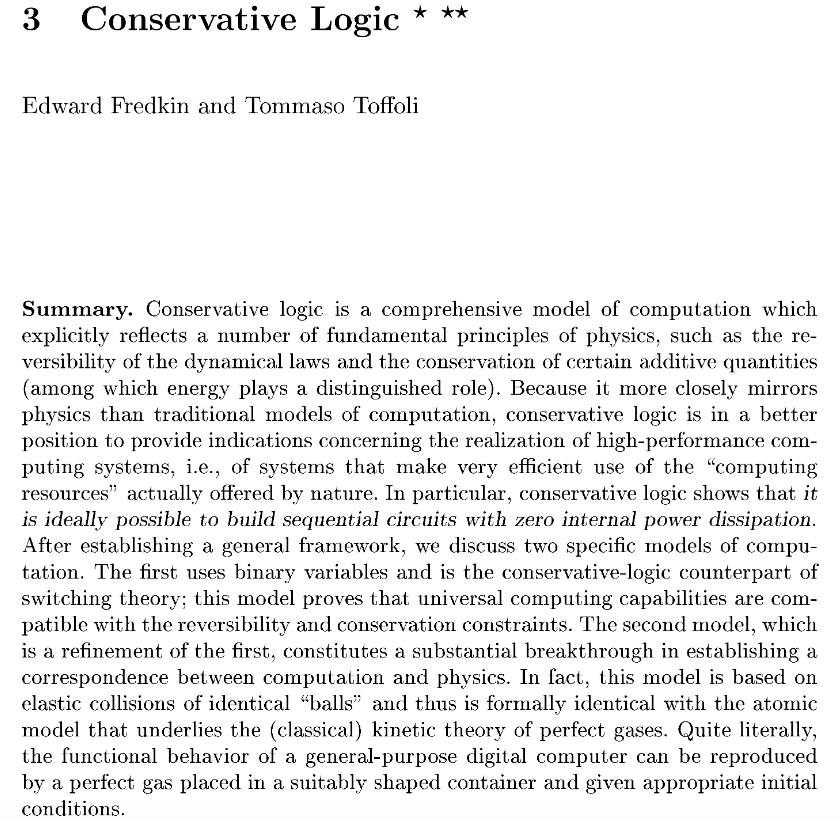 3 Conservative Logic * **
Edward Fredkin and Tommaso Toffoli
Summary. Conservative logic is a comprehensive model of computation which
explicitly reflects a number of fundamental principles of physics, such as the re-
versibility of the dynamical laws and the conservation of certain additive quantities
(among which energy plays a distinguished role). Because it more closely mirrors
physics than traditional models of computation, conservative logic is in a better
position to provide indications concerning the realization of high-performance com-
puting systems, i.e., of systems that make very efficient use of the “computing
resources” actually offered by nature. In particular, conservative logic shows that it
is ideally possible to build sequential circuits with zero internal power dissipation.
After establishing a general framework, we discuss two specific models of compu-
tation. The first uses binary variables and is the conservative-logic counterpart of
switching theory; this model proves that universal computing capabilities are com-
patible with the reversibility and conservation constraints. The second model, which
is a refinement of the first, constitutes a substantial breakthrough in establishing a
correspondence between computation and physics. In fact, this model is based on
elastic collisions of identical “balls” and thus is formally identical with the atomic
model that underlies the (classical) kinetic theory of perfect gases. Quite literally,
the functional behavior of a general-purpose digital computer can be reproduced
by a perfect gas placed in a suitably shaped container and given appropriate initial
conditions.